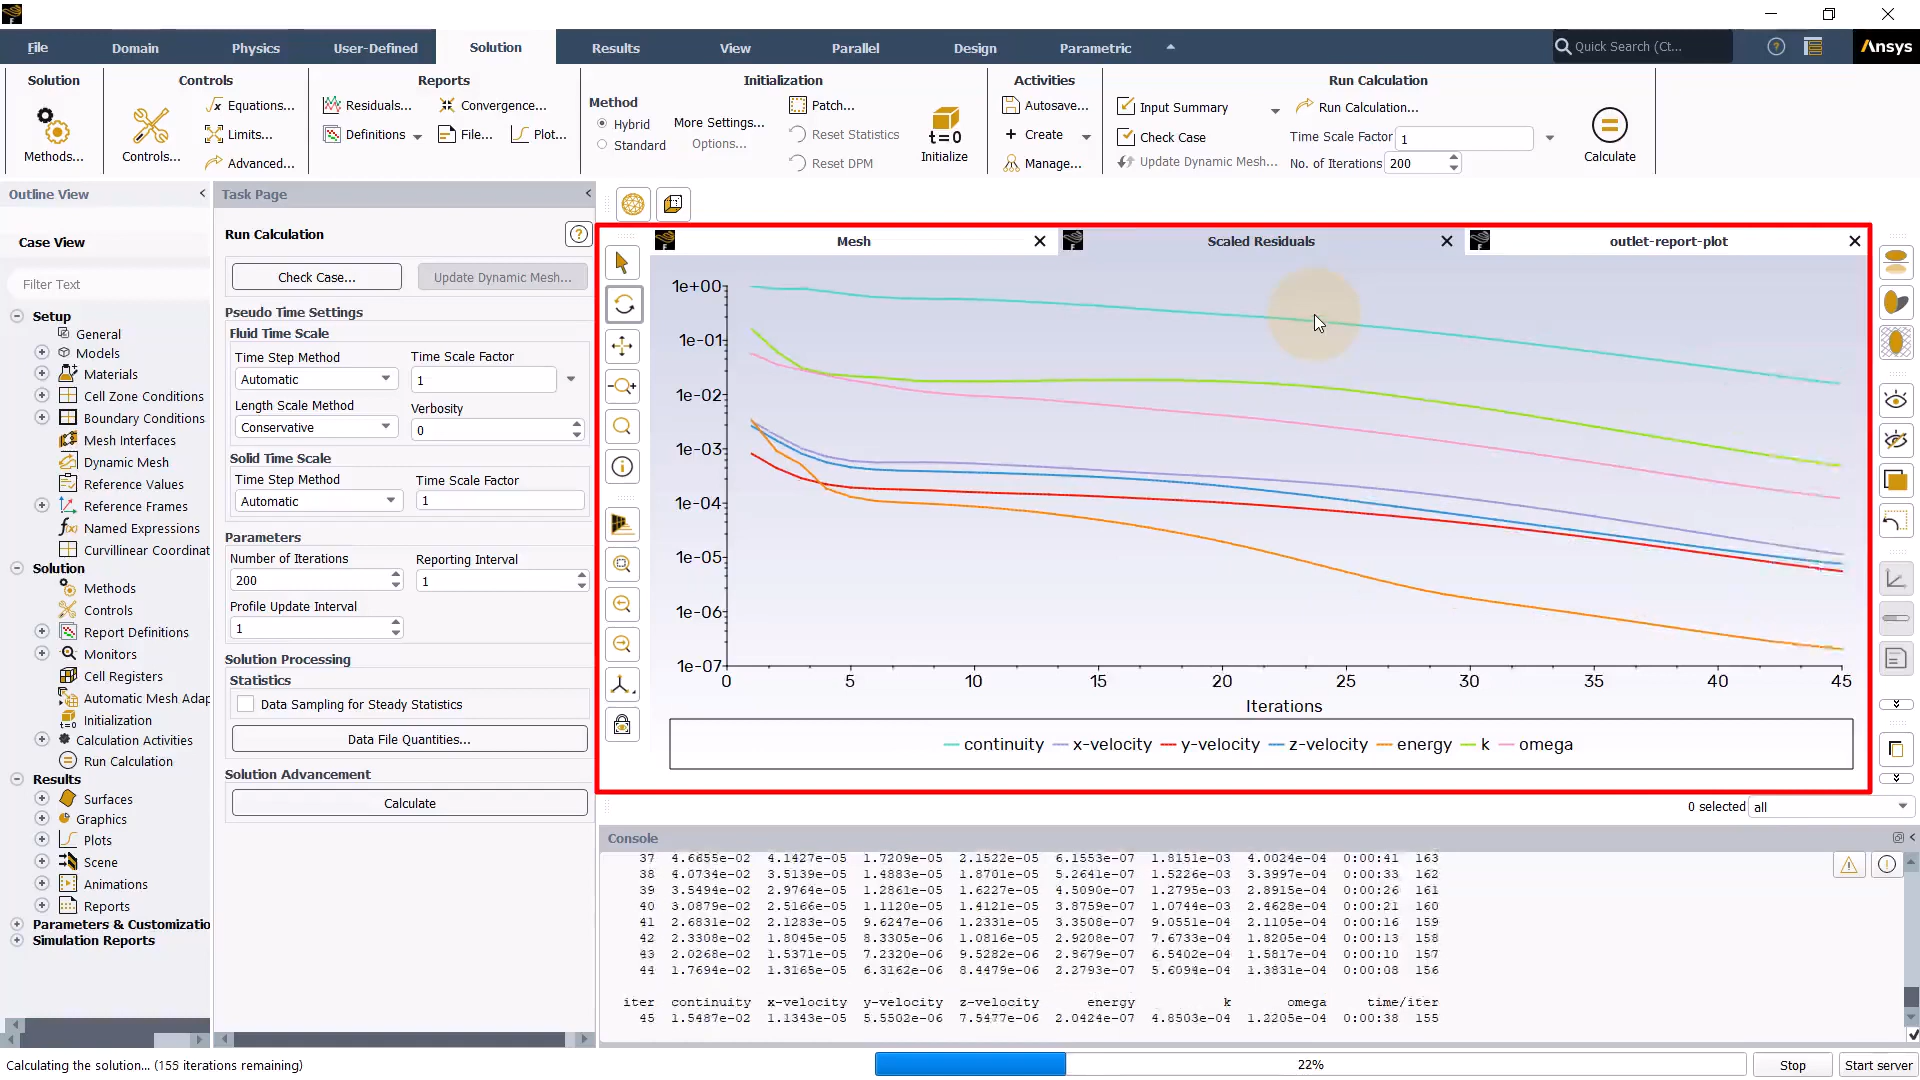 File
Domain
Physics
User-Defined
Solution
Results
View
Parallel
Design
Parametric
Quick Search (Ct...
Ansys
Solution
Methods...
Controls
Controls...
Equations...
Limits...
Advanced...
Reports
Residuals...
Convergence...
Definitions
File...
Plot...
Initialization
Method
Hybrid
Standard
More Settings...
Options...
Patch...
Reset Statistics
Reset DPM
t=0
Initialize
Activities
Autosave...
Create
Manage...
Run Calculation
Input Summary
Check Case
Update Dynamic Mesh...
Run Calculation...
Time Scale Factor 1
No. of Iterations 200
Calculate
Outline View
Case View
Filter Text
Setup
General
Models
Materials
Cell Zone Conditions
Boundary Conditions
Mesh Interfaces
Dynamic Mesh
Reference Values
Reference Frames
Named Expressions
Curvillinear Coordinat
Solution
Methods
Controls
Report Definitions
Monitors
Cell Registers
Automatic Mesh Adap
Initialization
Calculation Activities
Run Calculation
Results
Surfaces
Graphics
Plots
Scene
Animations
Reports
Parameters & Customizatio
Simulation Reports
Task Page
Run Calculation
Check Case...
Update Dynamic Mesh...
Pseudo Time Settings
Fluid Time Scale
Time Step Method
Time Scale Factor
Automatic
1
Length Scale Method
Verbosity
Conservative
0
Solid Time Scale
Time Step Method
Time Scale Factor
Automatic
1
Parameters
Number of Iterations
Reporting Interval
200
1
Profile Update Interval
1
Solution Processing
Statistics
Data Sampling for Steady Statistics
Data File Quantities...
Solution Advancement
Calculate
Mesh
Scaled Residuals
outlet-report-plot
1e+00
1e-01
1e-02
1e-03
1e-04
1e-05
1e-06
1e-07
0 5 10 15 20 25 30 35 40 45
Iterations
continuity x-velocity y-velocity z-velocity energy k omega
0 selected all
Console
37 4.6655e-02 4.1427e-05 1.7209e-05 2.1522e-05 6.1553e-07 1.8151e-03 4.0024e-04 0:00:41 163
38 4.0734e-02 3.5139e-05 1.4883e-05 1.8701e-05 5.2641e-07 1.5226e-03 3.3997e-04 0:00:33 162
39 3.5494e-02 2.9764e-05 1.2861e-05 1.6227e-05 4.5090e-07 1.2795e-03 2.8915e-04 0:00:26 161
40 3.0879e-02 2.5166e-05 1.1120e-05 1.4121e-05 3.8759e-07 1.0744e-03 2.4628e-04 0:00:21 160
41 2.6831e-02 2.1283e-05 9.6247e-06 1.2331e-05 3.3508e-07 9.0551e-04 2.1105e-04 0:00:16 159
42 2.3308e-02 1.8045e-05 8.3305e-06 1.0816e-05 2.9208e-07 7.6733e-04 1.8205e-04 0:00:13 158
43 2.0268e-02 1.5371e-05 7.2320e-06 9.5282e-06 2.5679e-07 6.5402e-04 1.5817e-04 0:00:10 157
44 1.7694e-02 1.3165e-05 6.3162e-06 8.4479e-06 2.2793e-07 5.6094e-04 1.3831e-04 0:00:08 156
iter continuity x-velocity y-velocity z-velocity energy k omega time/iter
45 1.5487e-02 1.1343e-05 5.5502e-06 7.5477e-06 2.0424e-07 4.8503e-04 1.2205e-04 0:00:38 155
Calculating the solution... (155 iterations remaining)
22%
Stop
Start server